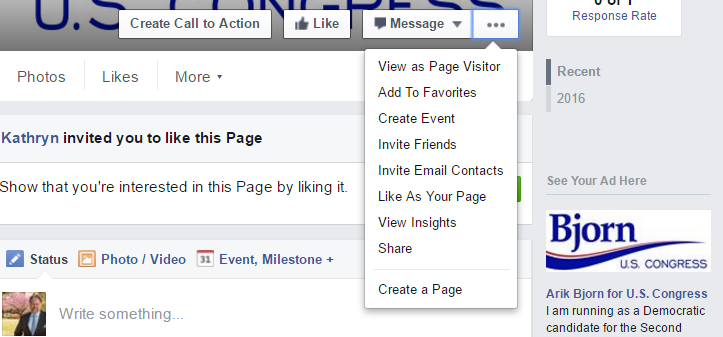 U.S. CONGRESS
Create Call to Action
Like
Message
Response Rate
Photos
Likes
More
View as Page Visitor
Add To Favorites
Create Event
Invite Friends
Invite Email Contacts
Like As Your Page
View Insights
Share
Create a Page
Recent
2016
Kathryn invited you to like this Page
Show that you're interested in this Page by liking it.
Status
Photo / Video
31
Event, Milestone +
Write something...
See Your Ad Here
Bjorn
U.S. CONGRESS
Arik Bjorn for U.S. Congress
I am running as a Democratic
candidate for the Second